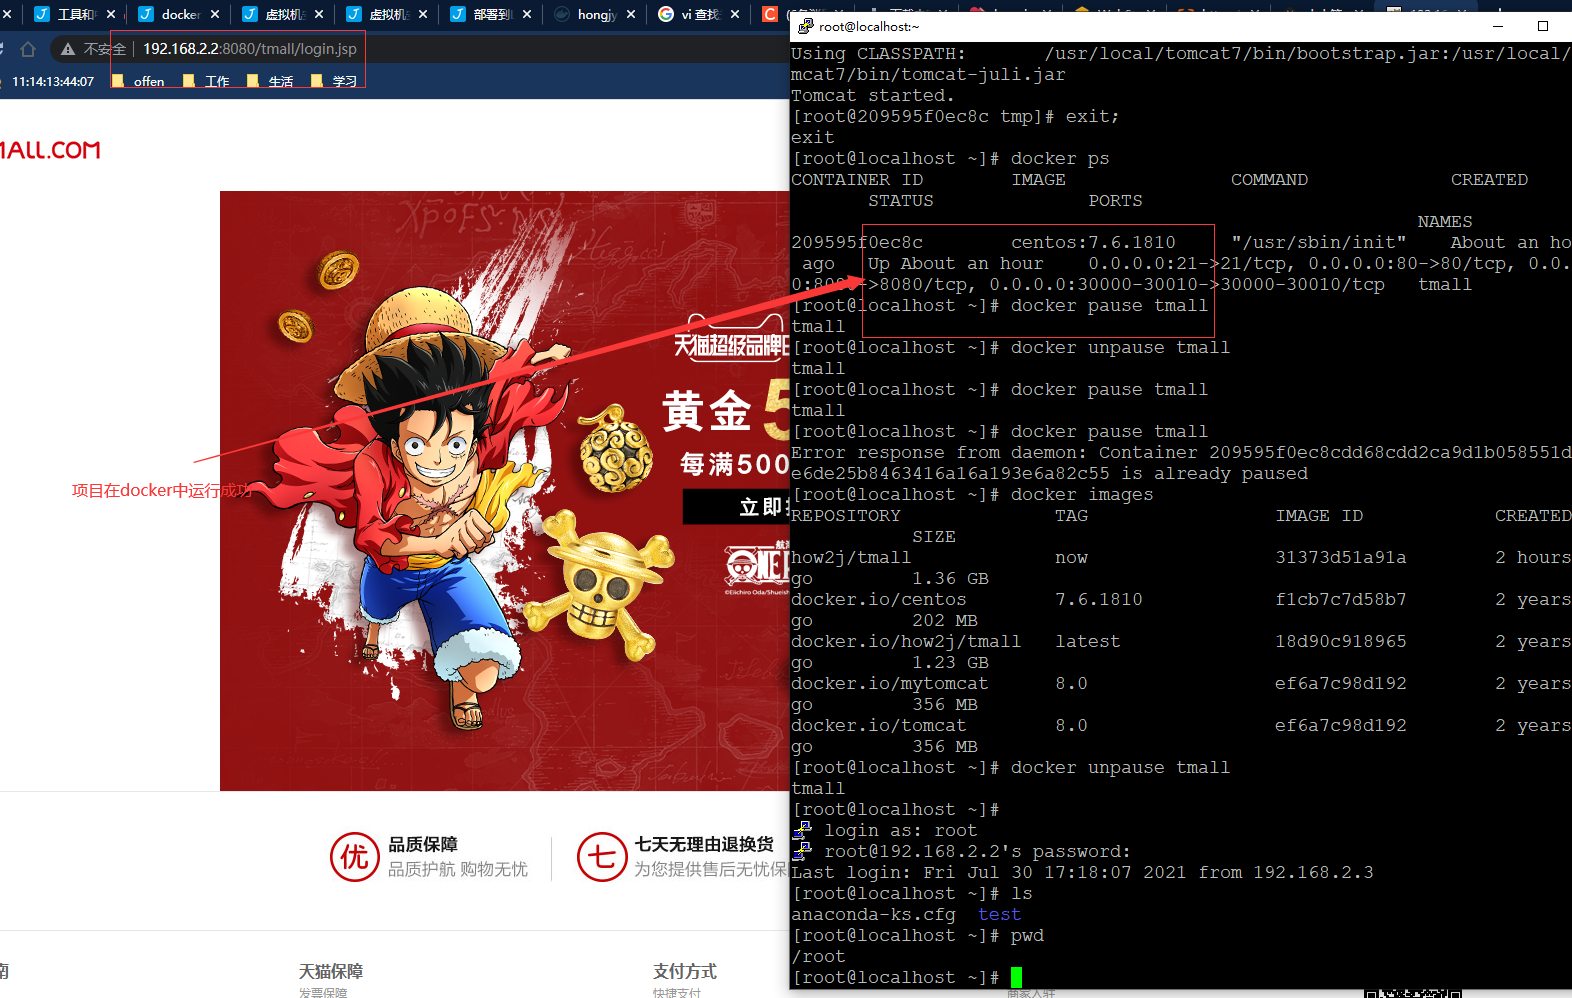 工具和
docker
虚拟机
虚拟机
部署到
hongjy
vi 查找
不安全
192.168.2.2:8080/tmall/login.jsp
11:14:13:44:07
offen
工作
生活
学习
MALL.COM
天猫超级品牌日
黄金5
每满500
立即
航海
ONE
©Eiichiro Oda/Shueish
项目在docker中运行成功
优
品质保障
品质护航 购物无忧
七
七天无理由退换货
为您提供售后无忧保
南
天猫保障
发票保障
支付方式
快捷支付
商家入驻
root@localhost:~
Using CLASSPATH:       /usr/local/tomcat7/bin/bootstrap.jar:/usr/local/
mcat7/bin/tomcat-juli.jar
Tomcat started.
[root@209595f0ec8c tmp]# exit;
exit
[root@localhost ~]# docker ps
CONTAINER ID        IMAGE               COMMAND             CREATED
       STATUS              PORTS
                                                         NAMES
209595f0ec8c        centos:7.6.1810     "/usr/sbin/init"    About an ho
 ago   Up About an hour    0.0.0.0:21->21/tcp, 0.0.0.0:80->80/tcp, 0.0.
0:8080->8080/tcp, 0.0.0.0:30000-30010->30000-30010/tcp   tmall
[root@localhost ~]# docker pause tmall
tmall
[root@localhost ~]# docker unpause tmall
tmall
[root@localhost ~]# docker pause tmall
tmall
[root@localhost ~]# docker pause tmall
Error response from daemon: Container 209595f0ec8cdd68cdd2ca9d1b058551d
e6de25b8463416a16a193e6a82c55 is already paused
[root@localhost ~]# docker images
REPOSITORY              TAG                 IMAGE ID            CREATED
           SIZE
how2j/tmall             now                 31373d51a91a        2 hours
go         1.36 GB
docker.io/centos        7.6.1810            f1cb7c7d58b7        2 years
go         202 MB
docker.io/how2j/tmall   latest              18d90c918965        2 years
go         1.23 GB
docker.io/mytomcat      8.0                 ef6a7c98d192        2 years
go         356 MB
docker.io/tomcat        8.0                 ef6a7c98d192        2 years
go         356 MB
[root@localhost ~]# docker unpause tmall
tmall
[root@localhost ~]#
login as: root
root@192.168.2.2's password:
Last login: Fri Jul 30 17:18:07 2021 from 192.168.2.3
[root@localhost ~]# ls
anaconda-ks.cfg  test
[root@localhost ~]# pwd
/root
[root@localhost ~]#